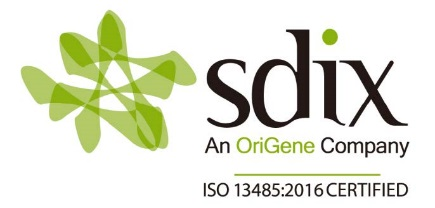 sdix
An OriGene Company
ISO 13485:2016 CERTIFIED